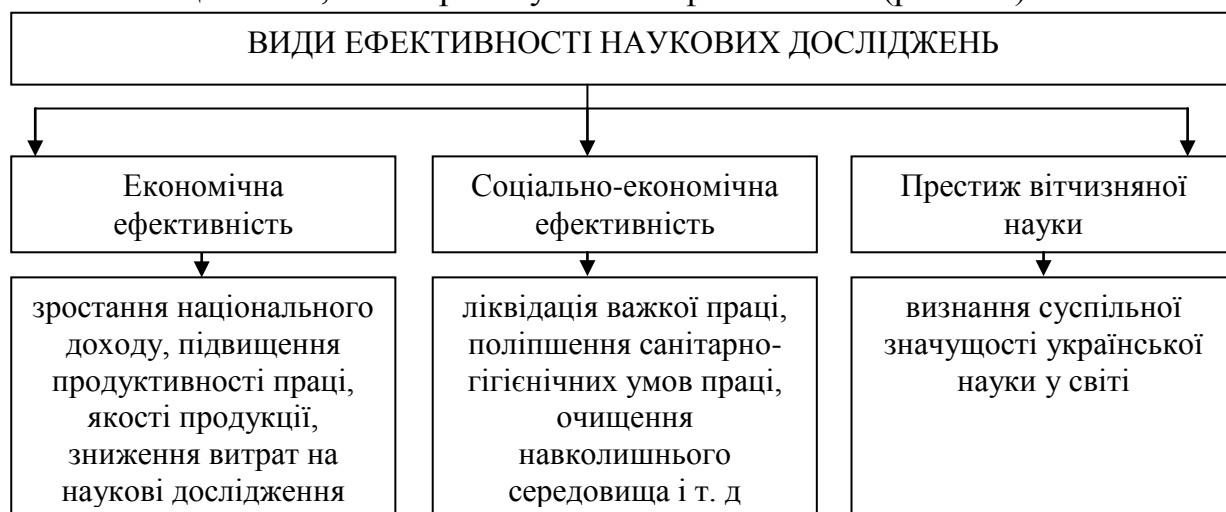 ВИДИ ЕФЕКТИВНОСТІ НАУКОВИХ ДОСЛІДЖЕНЬ
Економічна
ефективність
Соціально-економічна
ефективність
Престиж вітчизняної
науки
зростання національного
доходу, підвищення
продуктивності праці,
якості продукції,
зниження витрат на
наукові дослідження
ліквідація важкої праці,
поліпшення санітарно-
гігієнічних умов праці,
очищення
навколишнього
середовища і т. д
визнання суспільної
значущості української
науки у світі